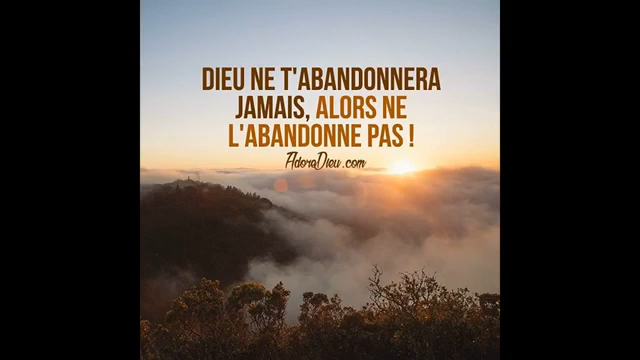 DIEU NE T'ABANDONNERA
JAMAIS, ALORS NE
L'ABANDONNE PAS !
AdoraDieu.com